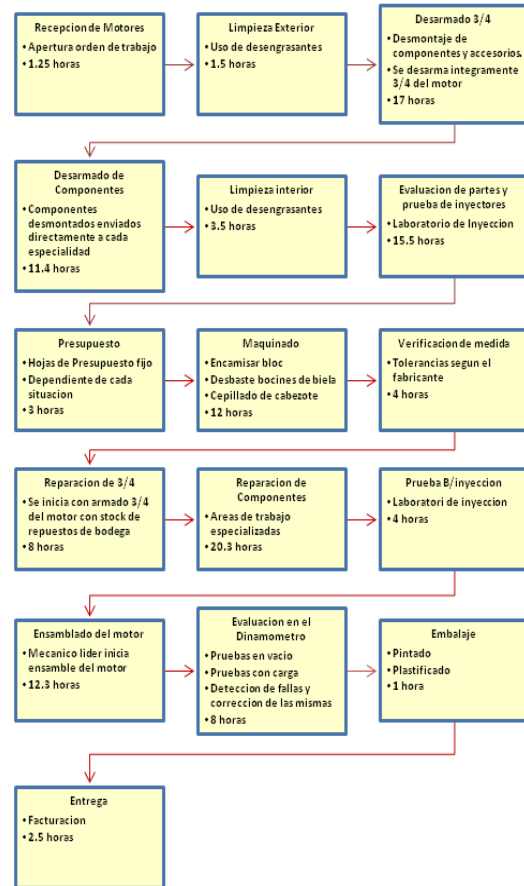 Recepcion de Motores
• Apertura orden de trabajo
• 1.25 horas
Limpieza Exterior
• Uso de desengrasantes
• 1.5 horas
Desarmado 3/4
• Desmontaje de
componentes y accesorios.
• Se desarma integramente
3/4 del motor
• 17 horas
Desarmado de
Componentes
• Componentes
desmontados enviados
directamente a cada
especialidad
• 11.4 horas
Limpieza interior
• Uso de desengrasantes
• 3.5 horas
Evaluacion de partes y
prueba de inyectores
• Laboratorio de Inyeccion
• 15.5 horas
Presupuesto
• Hojas de Presupuesto fijo
• Dependiente de cada
situacion
• 3 horas
Maquinado
• Encamisar bloc
• Desbaste bocines de biela
• Cepillado de cabezote
• 12 horas
Verificacion de medida
• Tolerancias segun el
fabricante
• 4 horas
Reparacion de 3/4
• Se inicia con armado 3/4
del motor con stock de
repuestos de bodega
• 8 horas
Reparacion de
Componentes
• Areas de trabajo
especializadas
• 20.3 horas
Prueba B/inyeccion
• Laboratori de inyeccion
• 4 horas
Ensamblado del motor
• Mecanico lider inicia
ensamble del motor
• 12.3 horas
Evaluacion en el
Dinamometro
• Pruebas en vacio
• Pruebas con carga
• Deteccion de fallas y
correccion de las mismas
• 8 horas
Embalaje
• Pintado
• Plastificado
• 1 hora
Entrega
• Facturacion
• 2.5 horas